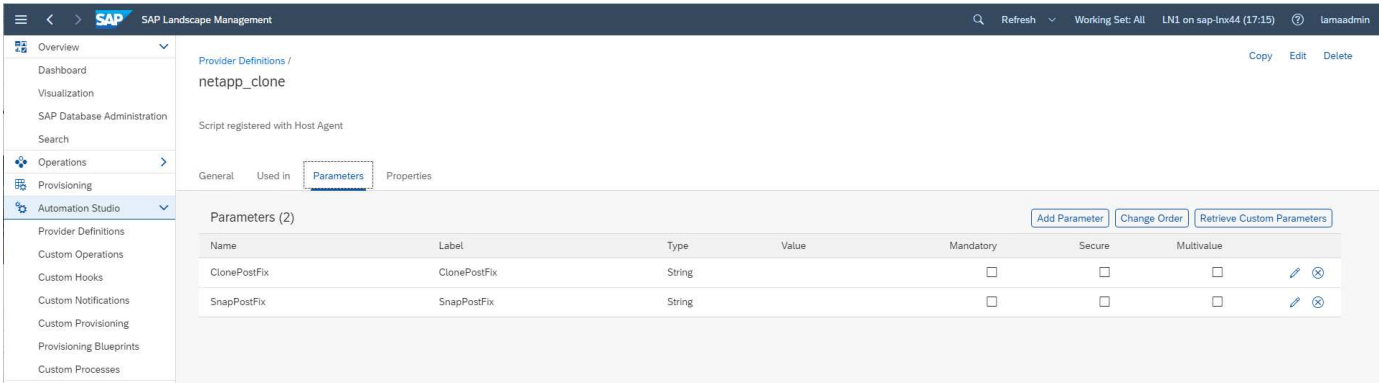 SAP SAP Landscape Management Refresh Working Set: All LN1 on sap-lnx44 (17:15) lamaadmin
Overview
Dashboard
Visualization
SAP Database Administration
Search
Operations
Provisioning
Automation Studio
Provider Definitions
Custom Operations
Custom Hooks
Custom Notifications
Custom Provisioning
Provisioning Blueprints
Custom Processes
Provider Definitions /
Copy Edit Delete
netapp_clone
Script registered with Host Agent
General Used in Parameters Properties
Parameters (2) Add Parameter Change Order Retrieve Custom Parameters
Name Label Type Value Mandatory Secure Multivalue
ClonePostFix ClonePostFix String
SnapPostFix SnapPostFix String